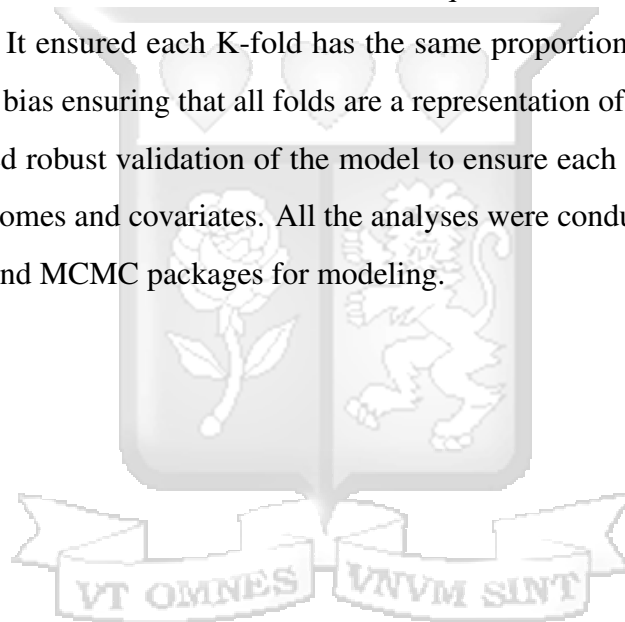 It ensured each K-fold has the same proportion
bias ensuring that all folds are a representation of
d robust validation of the model to ensure each
omes and covariates. All the analyses were condu
nd MCMC packages for modeling.
VT OMNES VNVM SINT